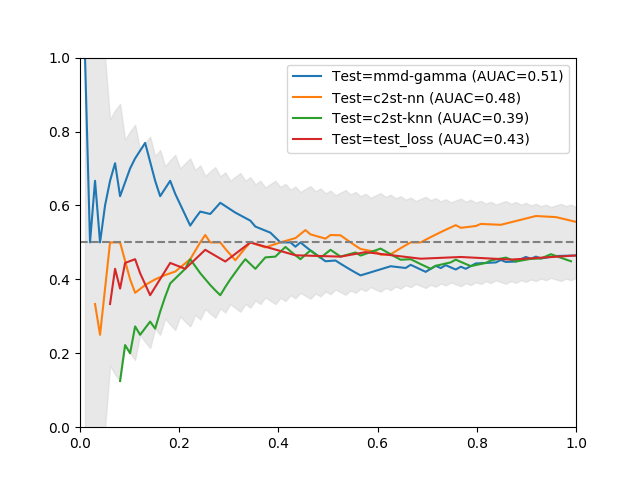 1.0
0.8
0.6
0.4
0.2
0.0
0.0 0.2 0.4 0.6 0.8 1.0
Test=mmd-gamma (AUAC=0.51)
Test=c2st-nn (AUAC=0.48)
Test=c2st-knn (AUAC=0.39)
Test=test_loss (AUAC=0.43)